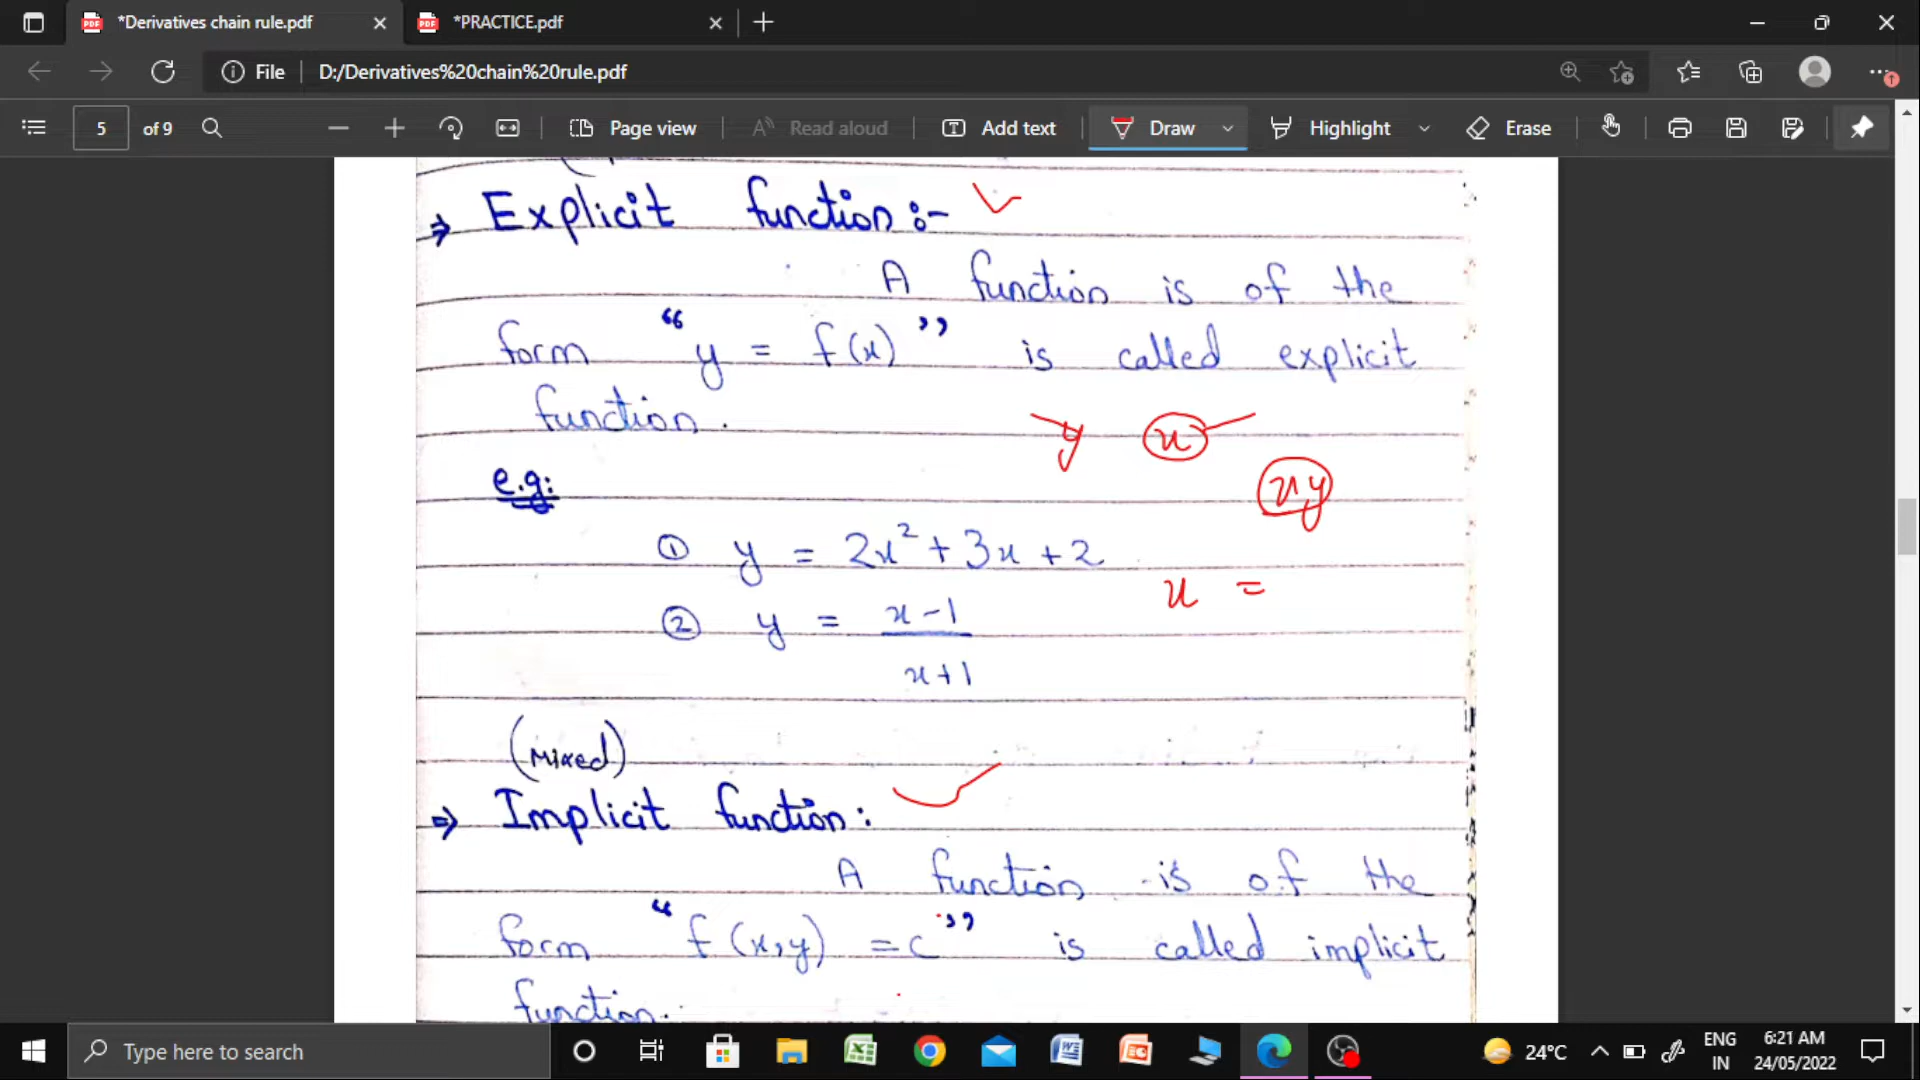 *Derivatives chain rule.pdf
*PRACTICE.pdf
File
D:/Derivatives%20chain%20rule.pdf
5 of 9
Page view
Read aloud
Add text
Draw
Highlight
Erase
⇒ Explicit function :-
A function is of the
form “ y = f(x) ” is called explicit
function.
y x
xy
e.g:
① y = 2x² + 3x + 2
x =
② y = x-1
x+1
(Mixed)
⇒ Implicit function :
A function is of the
form “ f(x,y) = c ” is called implicit
function.
Type here to search
24°C
ENG
IN
6:21 AM
24/05/2022